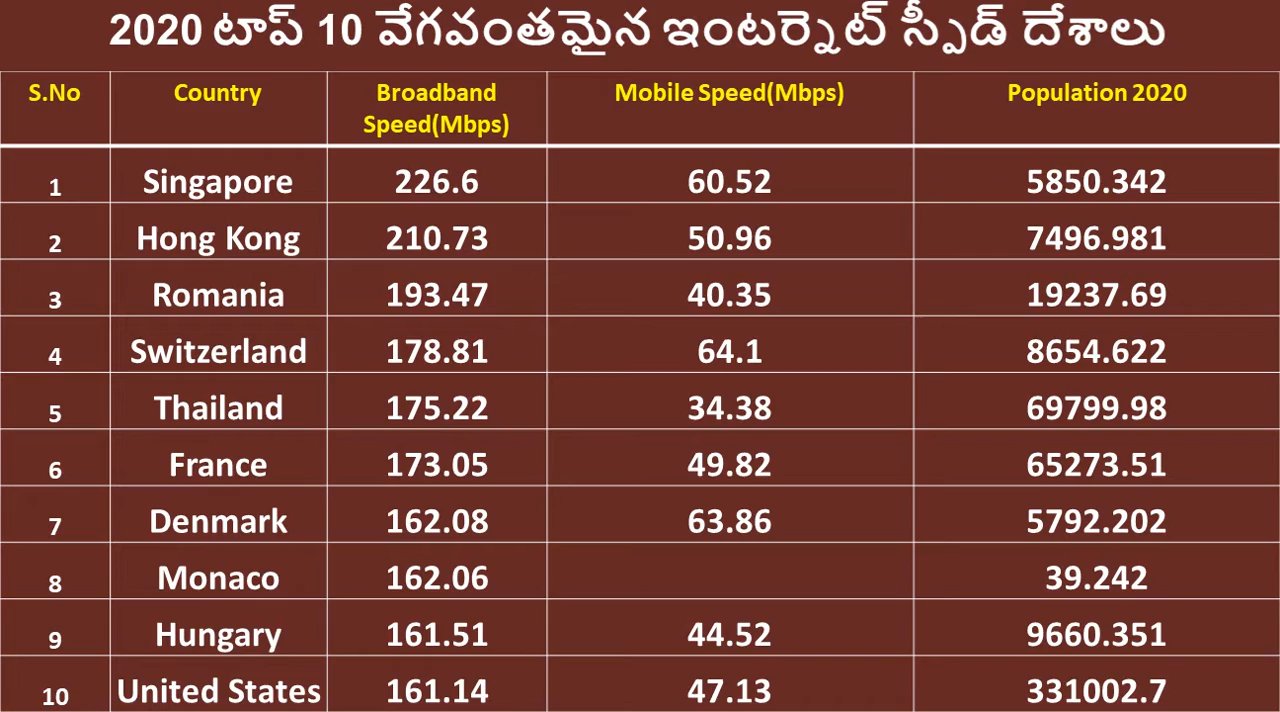 2020 టాప్ 10 వేగవంతమైన ఇంటర్నెట్ స్పీడ్ దేశాలు
S.No Country Broadband Speed(Mbps) Mobile Speed(Mbps) Population 2020
1 Singapore 226.6 60.52 5850.342
2 Hong Kong 210.73 50.96 7496.981
3 Romania 193.47 40.35 19237.69
4 Switzerland 178.81 64.1 8654.622
5 Thailand 175.22 34.38 69799.98
6 France 173.05 49.82 65273.51
7 Denmark 162.08 63.86 5792.202
8 Monaco 162.06 39.242
9 Hungary 161.51 44.52 9660.351
10 United States 161.14 47.13 331002.7